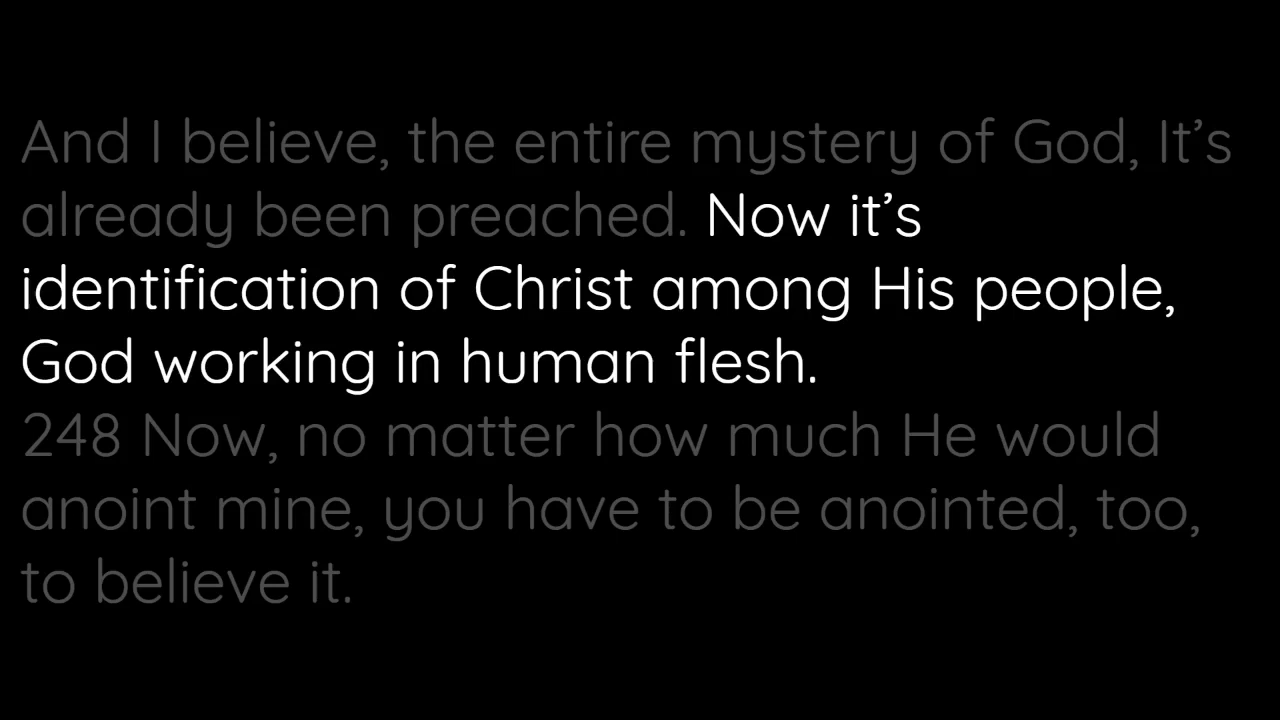 And I believe, the entire mystery of God, It’s
already been preached. Now it’s
identification of Christ among His people,
God working in human flesh.
248 Now, no matter how much He would
anoint mine, you have to be anointed, too,
to believe it.